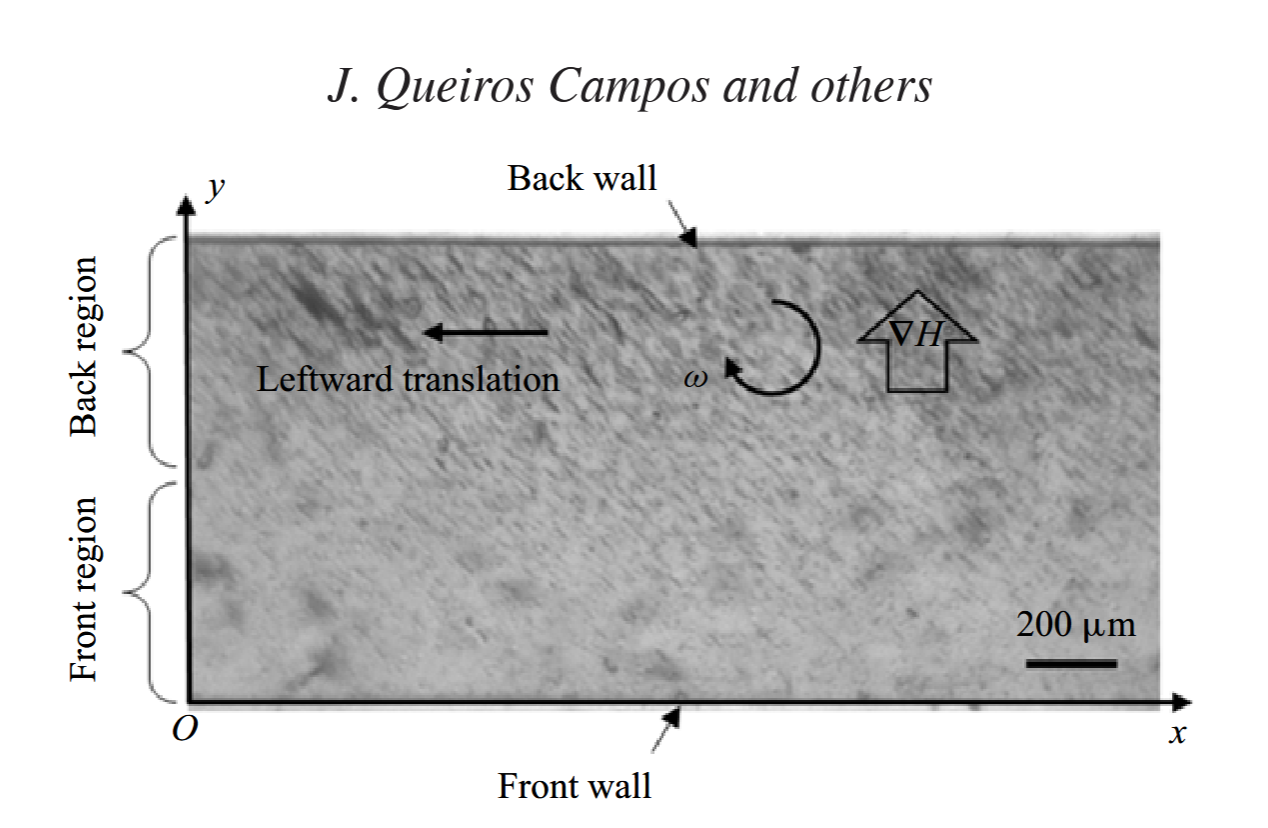 J. Queiros Campos and others
Back wall
y
Back region
∇H
Leftward translation
ω
Front region
200 μm
O
x
Front wall